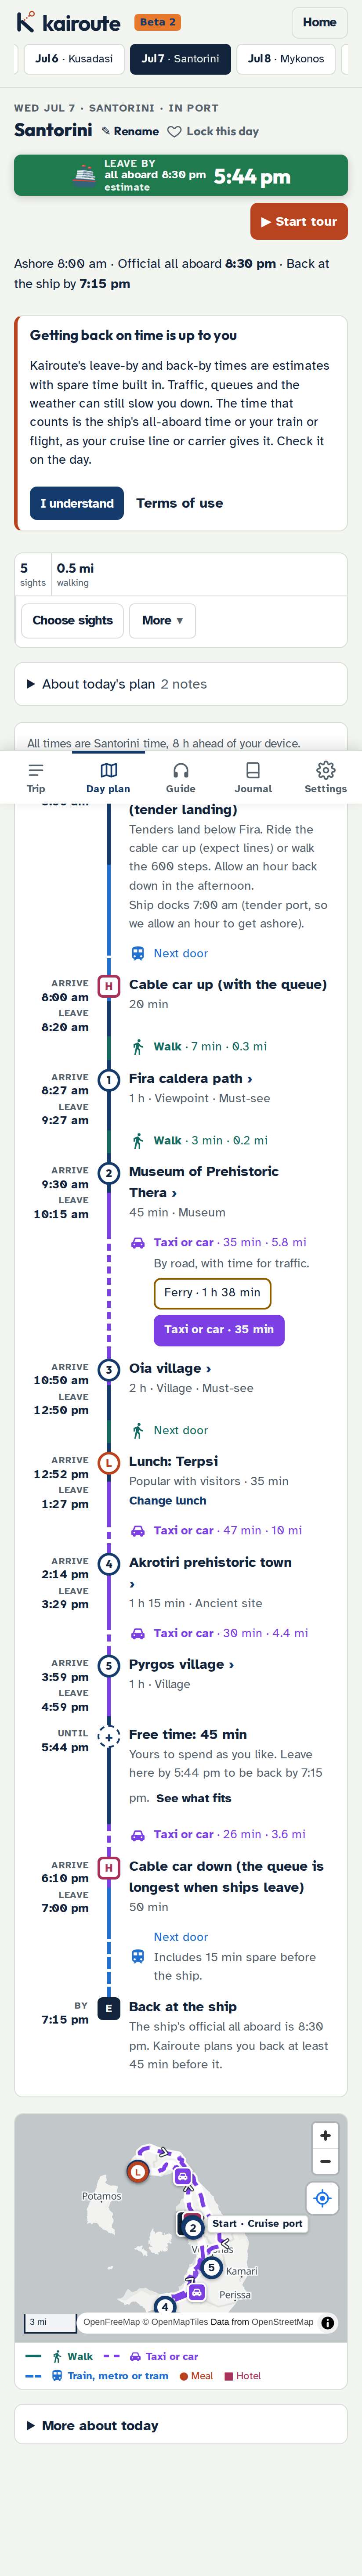 kairoute Beta 2 Home
Jul 6 · Kusadasi Jul 7 · Santorini Jul 8 · Mykonos
WED JUL 7 · SANTORINI · IN PORT
Santorini ✎ Rename Lock this day
LEAVE BY
all aboard 8:30 pm
estimate
5:44 pm
▶ Start tour
Ashore 8:00 am · Official all aboard 8:30 pm · Back at
the ship by 7:15 pm
Getting back on time is up to you
Kairoute's leave-by and back-by times are estimates
with spare time built in. Traffic, queues and the
weather can still slow you down. The time that
counts is the ship's all-aboard time or your train or
flight, as your cruise line or carrier gives it. Check it
on the day.
I understand Terms of use
5 0.5 mi
sights walking
Choose sights More ▾
▶ About today's plan 2 notes
All times are Santorini time, 8 h ahead of your device.
Trip Day plan Guide Journal Settings
(tender landing)
Tenders land below Fira. Ride the
cable car up (expect lines) or walk
the 600 steps. Allow an hour back
down in the afternoon.
Ship docks 7:00 am (tender port, so
we allow an hour to get ashore).
Next door
ARRIVE
8:00 am
LEAVE
8:20 am
H
Cable car up (with the queue)
20 min
Walk · 7 min · 0.3 mi
ARRIVE
8:27 am
LEAVE
9:27 am
1
Fira caldera path ›
1 h · Viewpoint · Must-see
Walk · 3 min · 0.2 mi
ARRIVE
9:30 am
LEAVE
10:15 am
2
Museum of Prehistoric
Thera ›
45 min · Museum
Taxi or car · 35 min · 5.8 mi
By road, with time for traffic.
Ferry · 1 h 38 min
Taxi or car · 35 min
ARRIVE
10:50 am
LEAVE
12:50 pm
3
Oia village ›
2 h · Village · Must-see
Next door
ARRIVE
12:52 pm
LEAVE
1:27 pm
L
Lunch: Terpsi
Popular with visitors · 35 min
Change lunch
Taxi or car · 47 min · 10 mi
ARRIVE
2:14 pm
LEAVE
3:29 pm
4
Akrotiri prehistoric town
›
1 h 15 min · Ancient site
Taxi or car · 30 min · 4.4 mi
ARRIVE
3:59 pm
LEAVE
4:59 pm
5
Pyrgos village ›
1 h · Village
UNTIL
5:44 pm
+
Free time: 45 min
Yours to spend as you like. Leave
here by 5:44 pm to be back by 7:15
pm. See what fits
Taxi or car · 26 min · 3.6 mi
ARRIVE
6:10 pm
LEAVE
7:00 pm
H
Cable car down (the queue is
longest when ships leave)
50 min
Next door
Includes 15 min spare before
the ship.
BY
7:15 pm
E
Back at the ship
The ship's official all aboard is 8:30
pm. Kairoute plans you back at least
45 min before it.
+
−
L
Potamos
2
Start · Cruise port
5
Kamari
Perissa
4
3 mi
OpenFreeMap © OpenMapTiles Data from OpenStreetMap
Walk Taxi or car
Train, metro or tram Meal Hotel
▶ More about today